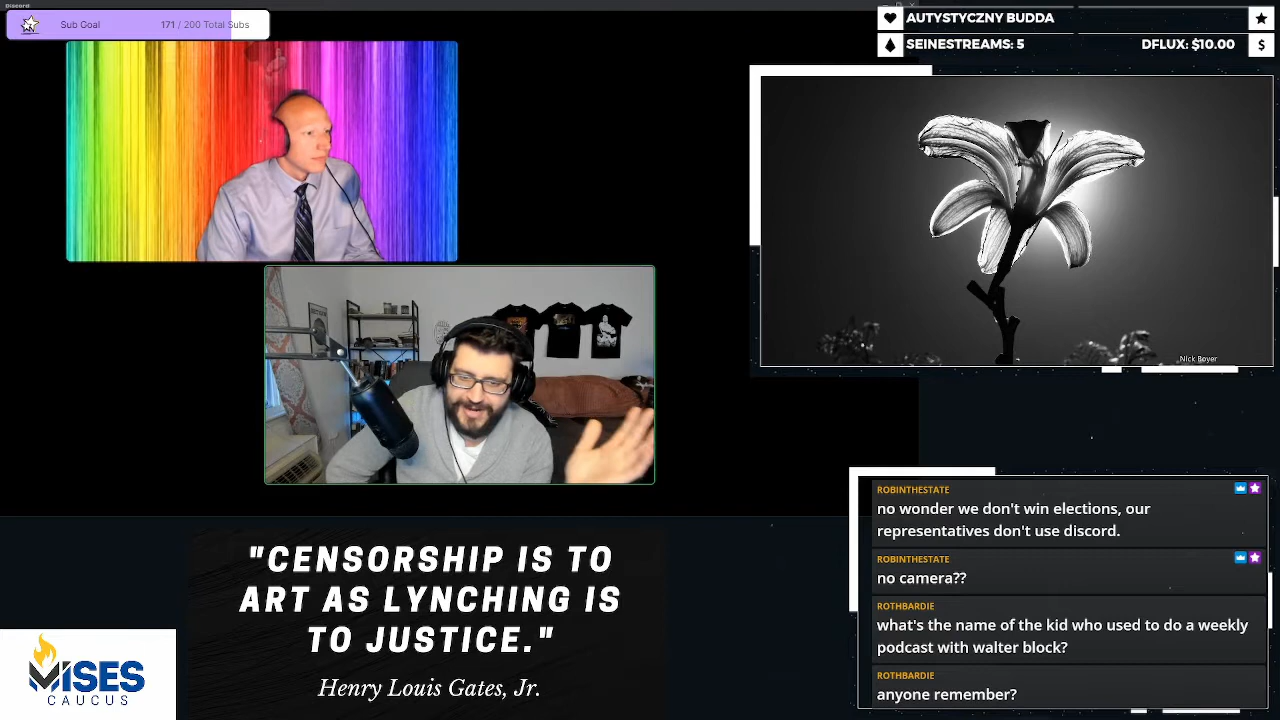 Discord
Sub Goal 171 / 200 Total Subs
AUTYSTYCZNY BUDDA
SEINESTREAMS: 5 DFLUX: $10.00 $
Nick Boyer
ROBINTHESTATE
no wonder we don't win elections, our
representatives don't use discord.
ROBINTHESTATE
no camera??
ROTHBARDIE
what's the name of the kid who used to do a weekly
podcast with walter block?
ROTHBARDIE
anyone remember?
"CENSORSHIP IS TO
ART AS LYNCHING IS
TO JUSTICE."
Henry Louis Gates, Jr.
MISES
CAUCUS